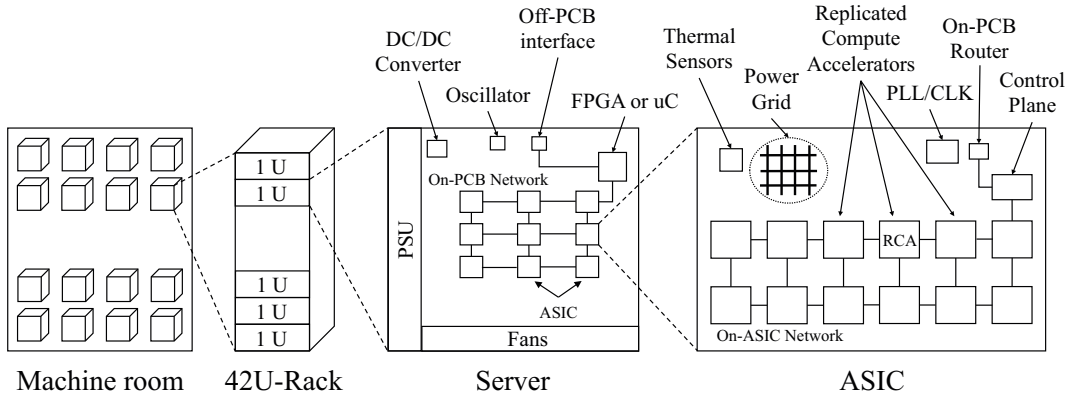 DC/DC
Converter
Oscillator
Off-PCB
interface
FPGA or uC
Thermal
Sensors
Power
Grid
Replicated
Compute
Accelerators
PLL/CLK
On-PCB
Router
Control
Plane
1 U
1 U
1 U
1 U
1 U
PSU
On-PCB Network
ASIC
Fans
RCA
On-ASIC Network
Machine room
42U-Rack
Server
ASIC